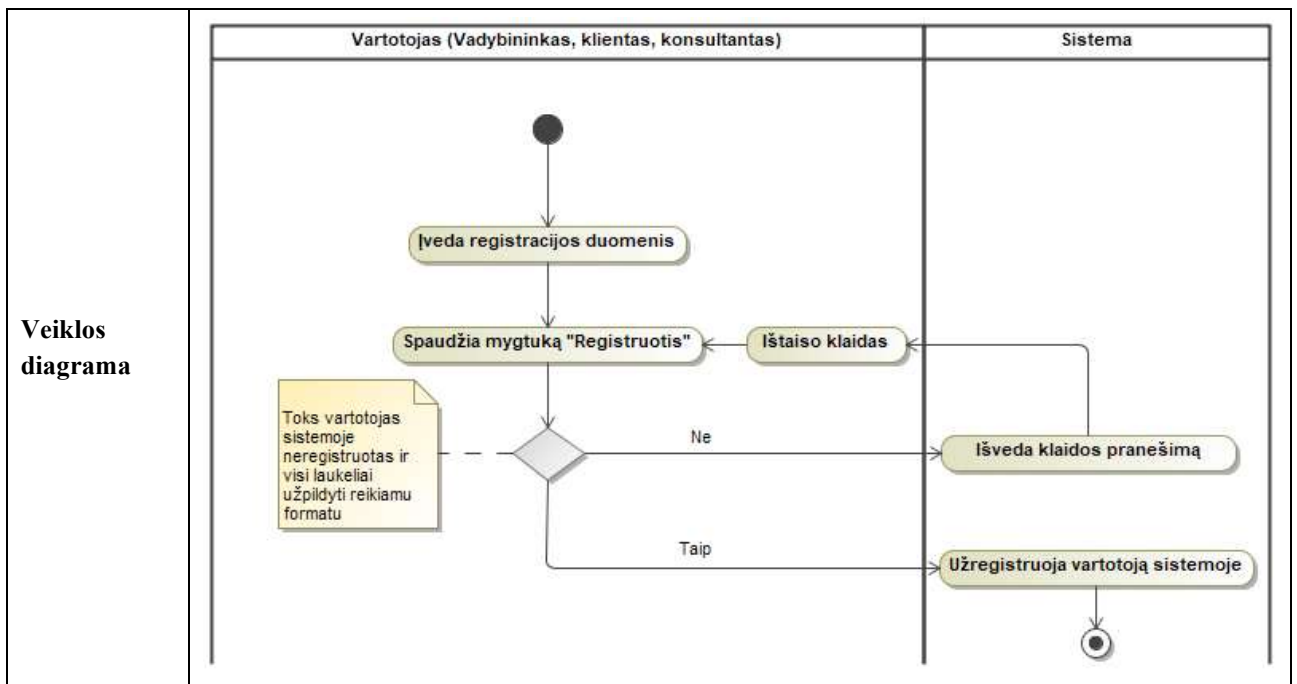 Veiklos
diagrama
Vartotojas (Vadybininkas, klientas, konsultantas)
Sistema
Įveda registracijos duomenis
Spaudžia mygtuką "Registruotis"
Ištaiso klaidas
Toks vartotojas
sistemoje
neregistruotas ir
visi laukeliai
užpildyti reikiamu
formatu
Ne
Išveda klaidos pranešimą
Taip
Užregistruoja vartotoją sistemoje